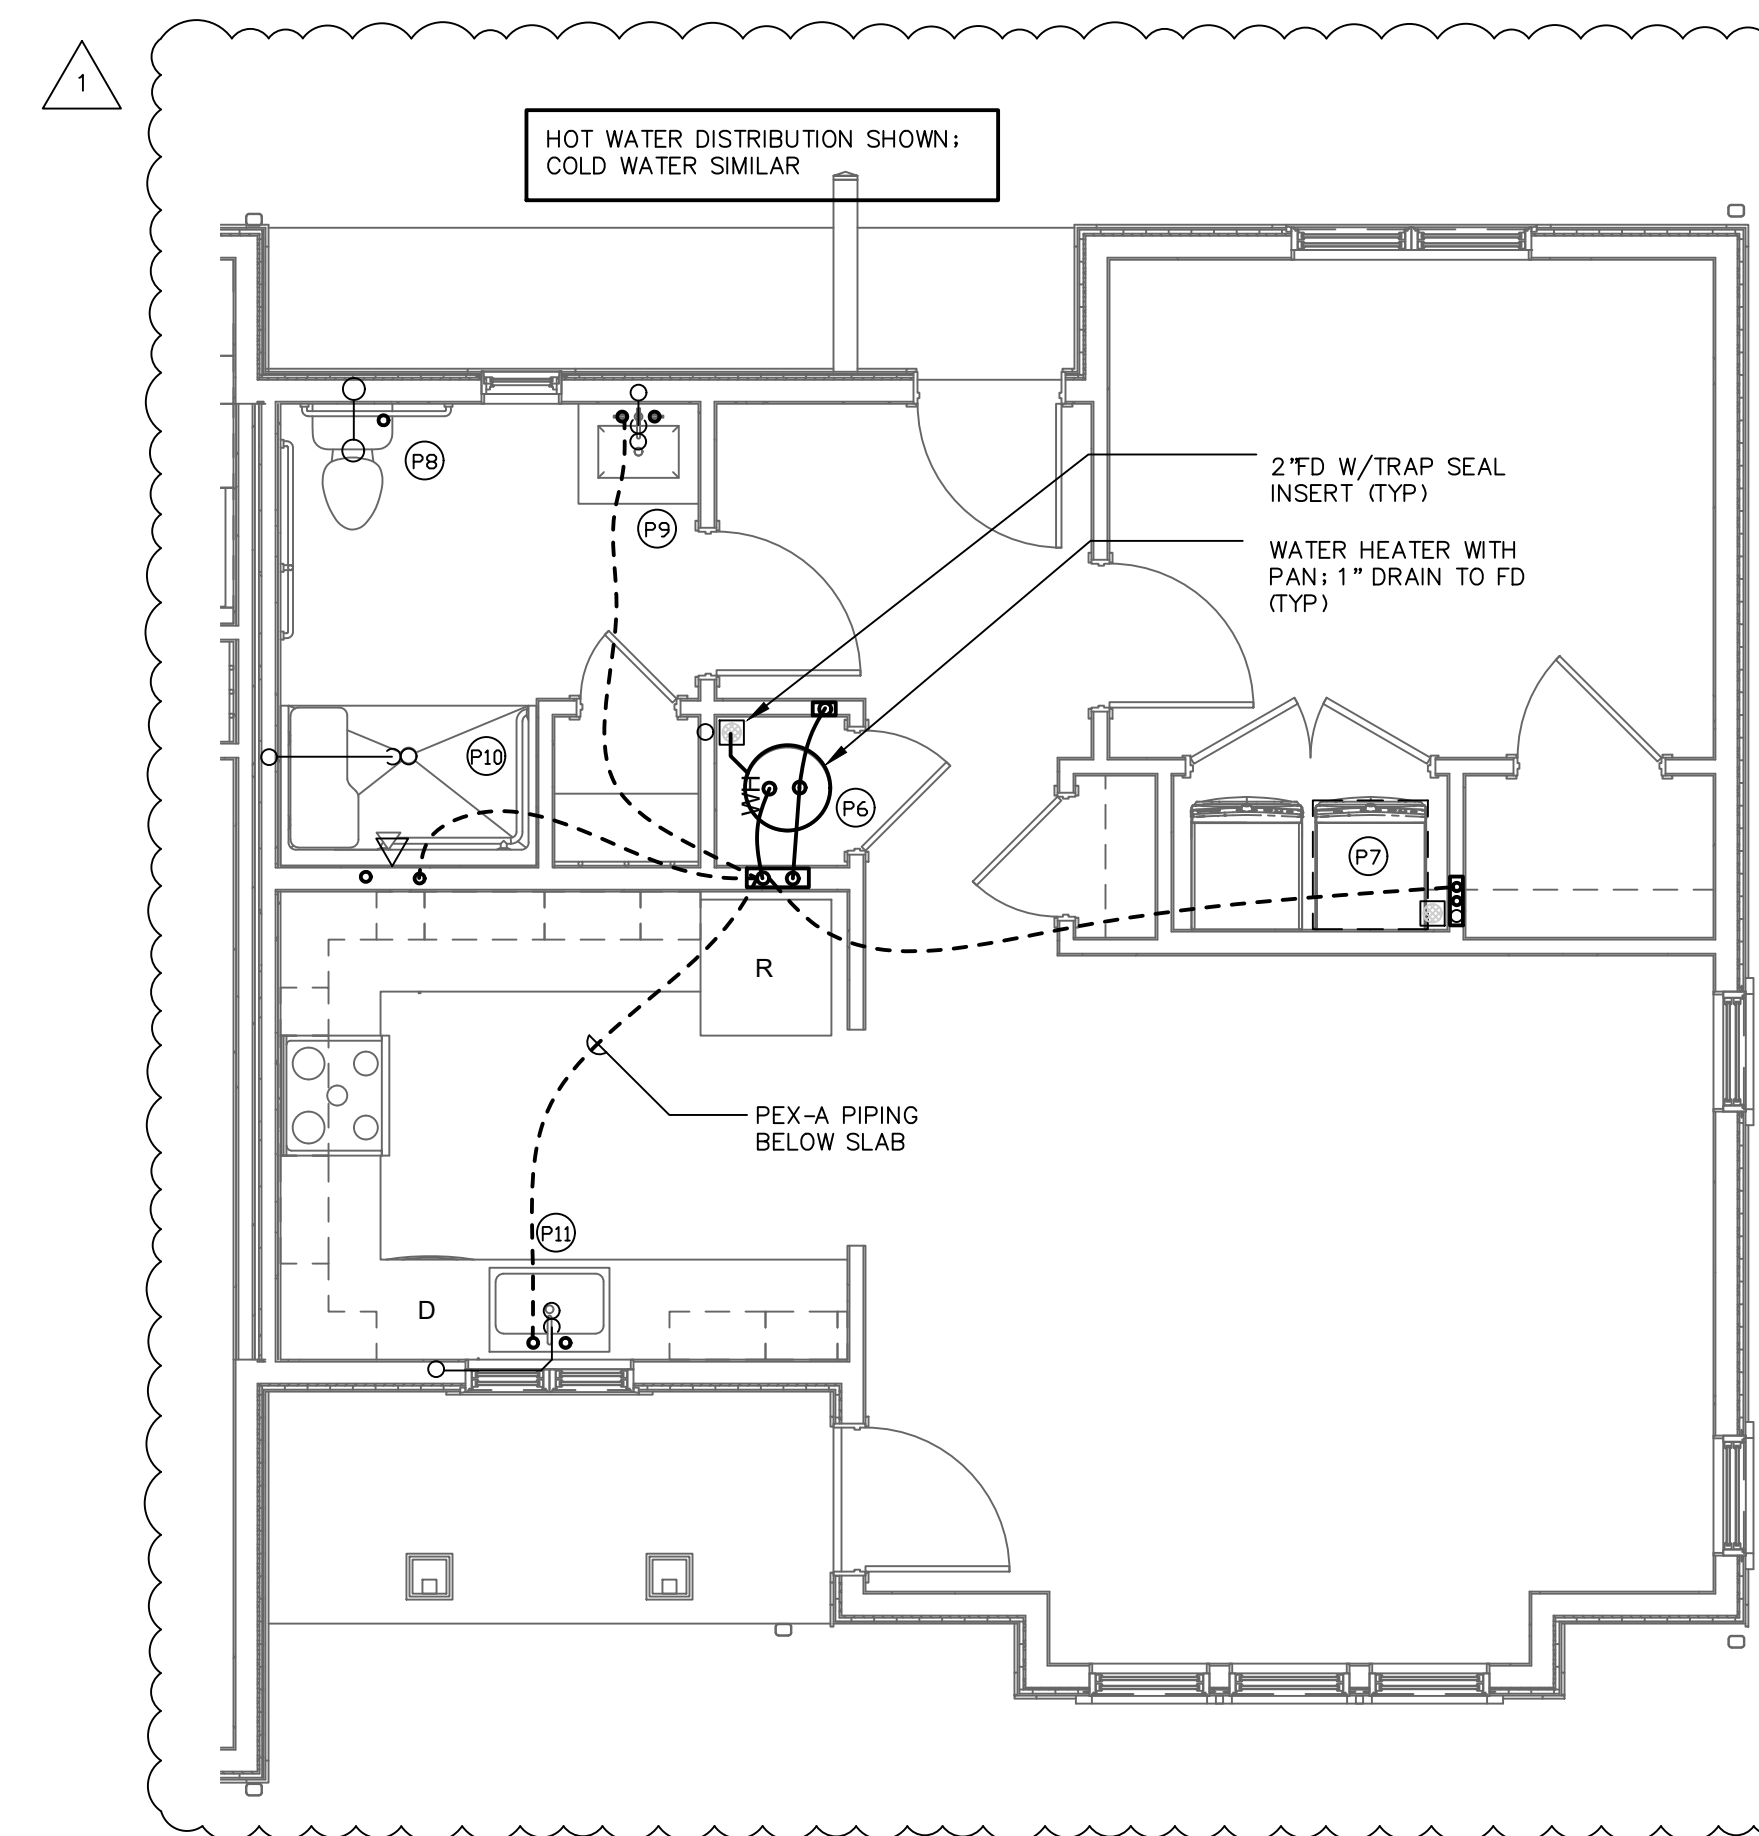 1
HOT WATER DISTRIBUTION SHOWN;
COLD WATER SIMILAR
P8
2"FD W/TRAP SEAL
INSERT (TYP)
P9
WATER HEATER WITH
PAN; 1" DRAIN TO FD
(TYP)
P10
WH
P6
P7
R
PEX-A PIPING
BELOW SLAB
P11
D